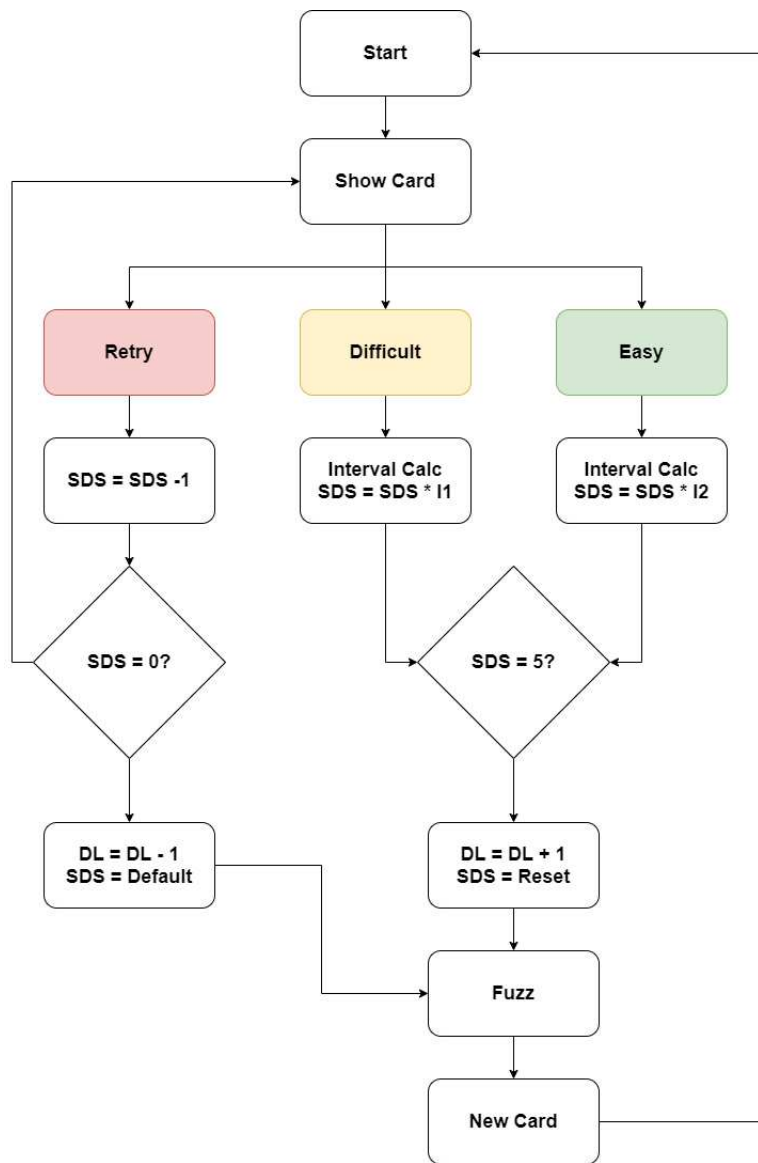 Start
Show Card
Retry
Difficult
Easy
SDS = SDS -1
Interval Calc
SDS = SDS * I1
Interval Calc
SDS = SDS * I2
SDS = 0?
SDS = 5?
DL = DL - 1
SDS = Default
DL = DL + 1
SDS = Reset
Fuzz
New Card